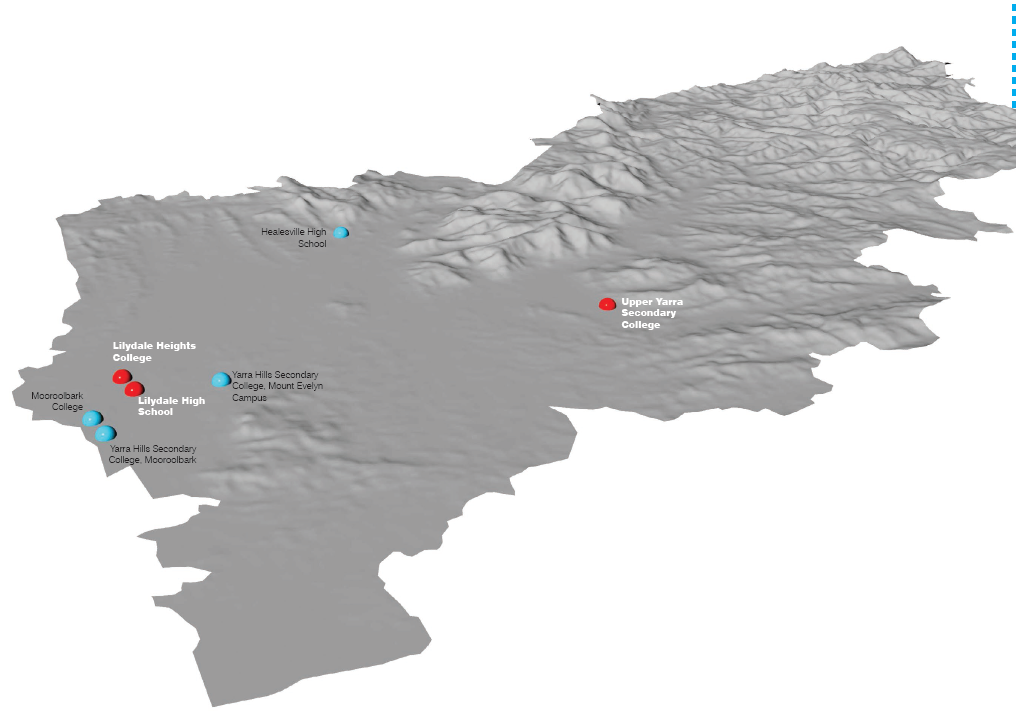 Healesville High
School
Upper Yarra
Secondary
College
Lilydale Heights
College
Yarra Hills Secondary
College, Mount Evelyn
Campus
Mooroolbark
College
Lilydale High
School
Yarra Hills Secondary
College, Mooroolbark